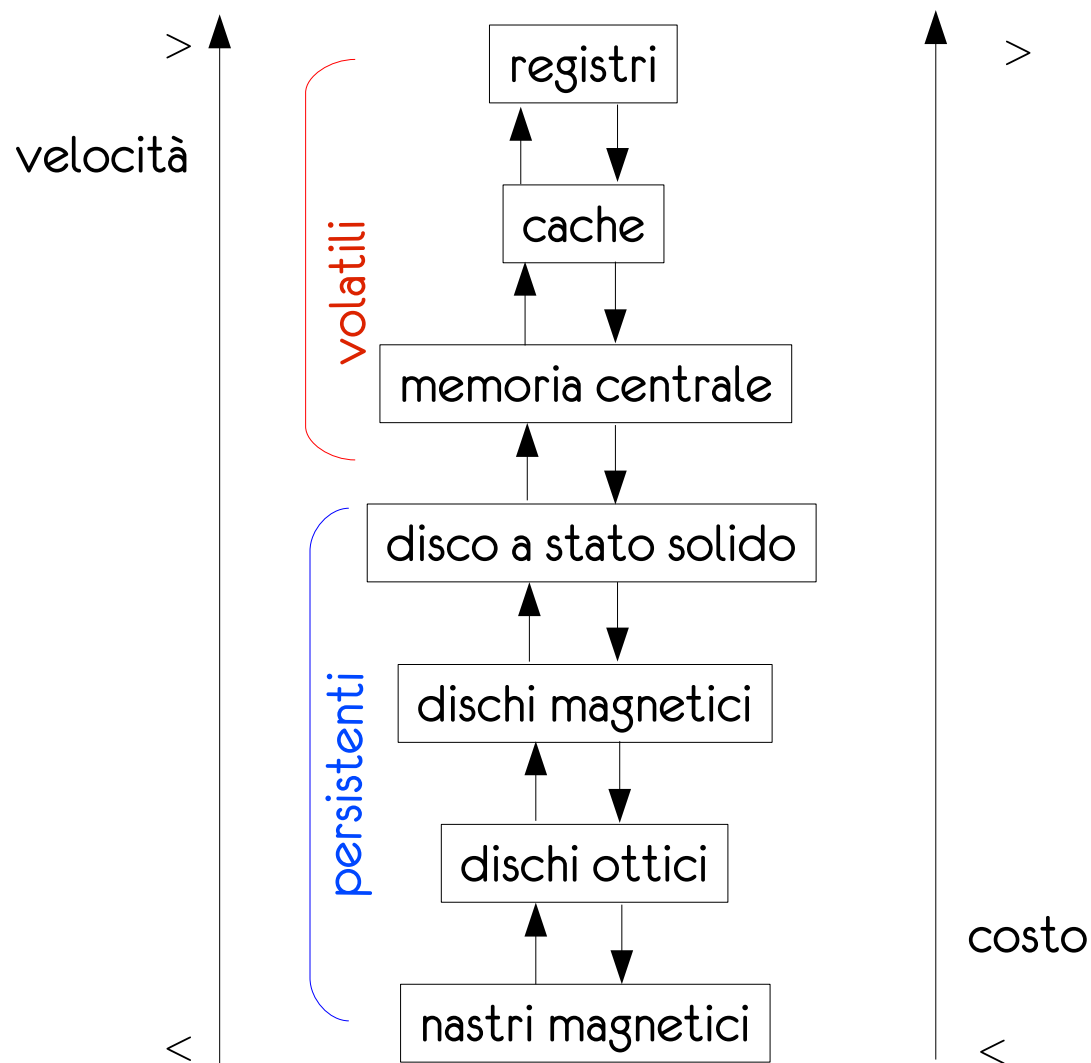 >
>
registri
velocità
cache
volatili
memoria centrale
disco a stato solido
dischi magnetici
persistenti
dischi ottici
costo
nastri magnetici
<
<